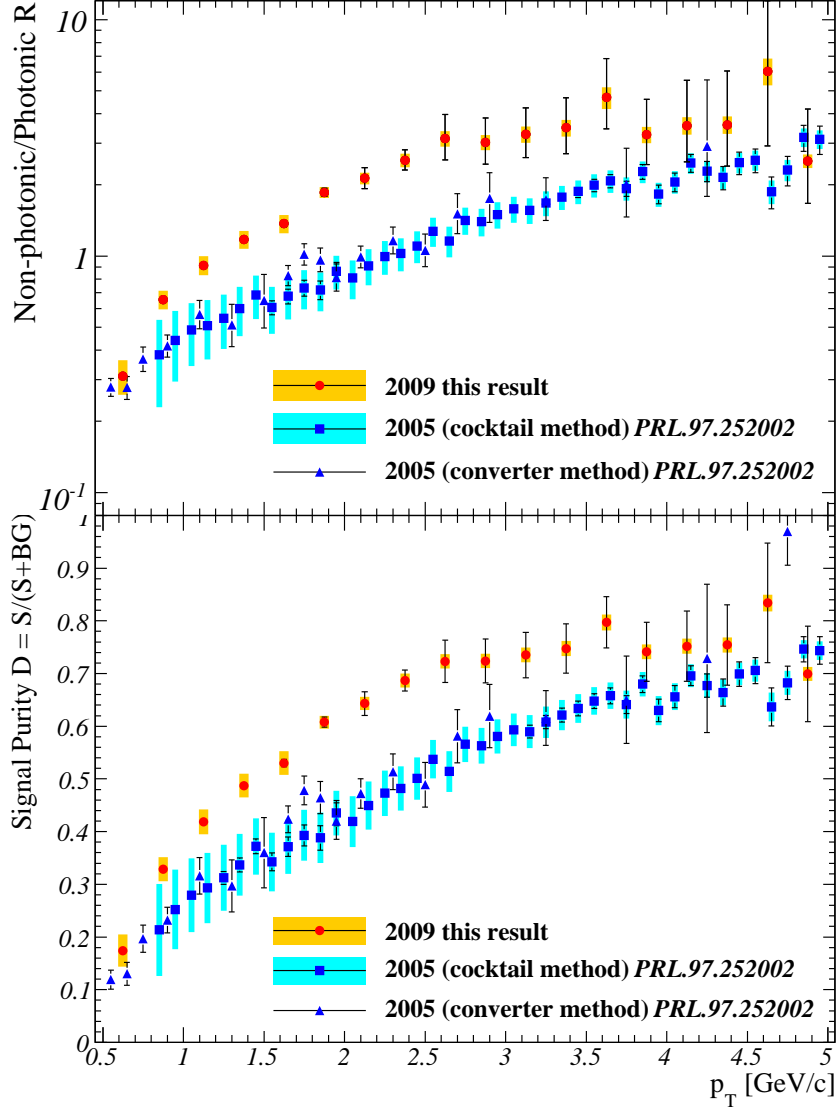 Non-photonic/Photonic R
10
1
10-1
2009 this result
2005 (cocktail method) PRL.97.252002
2005 (converter method) PRL.97.252002
Signal Purity D = S/(S+BG)
1
0.9
0.8
0.7
0.6
0.5
0.4
0.3
0.2
0.1
0
2009 this result
2005 (cocktail method) PRL.97.252002
2005 (converter method) PRL.97.252002
0.5 1 1.5 2 2.5 3 3.5 4 4.5 5
pT [GeV/c]